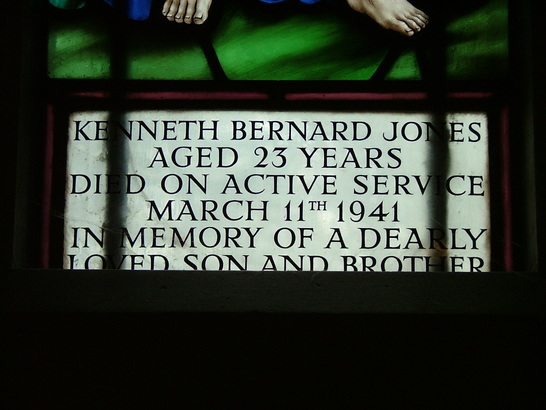 KENNETH BERNARD JONES
AGED 23 YEARS
DIED ON ACTIVE SERVICE
MARCH 11TH 1941
IN MEMORY OF A DEARLY
LOVED SON AND BROTHER